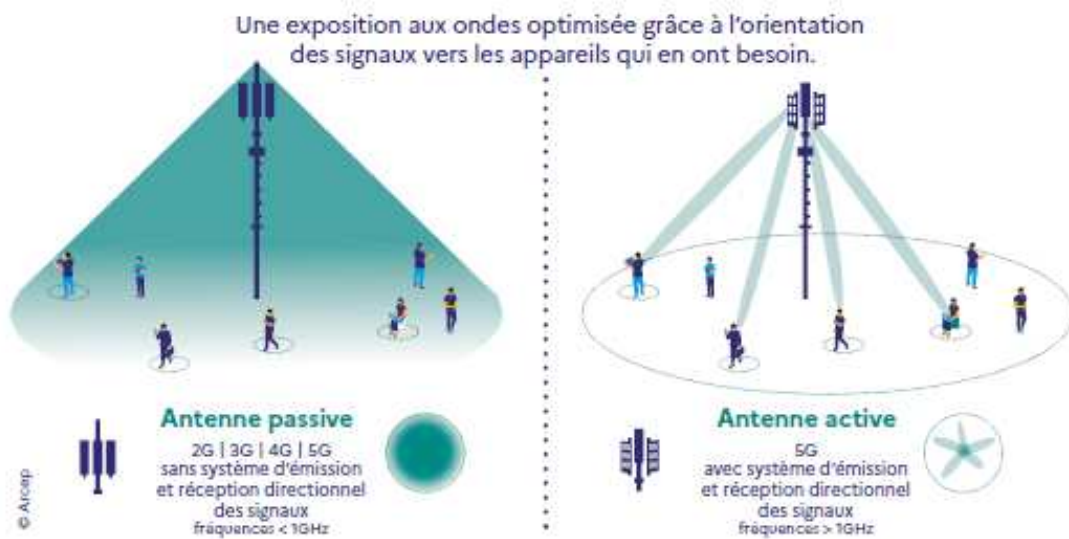 Une exposition aux ondes optimisée grâce à l'orientation
des signaux vers les appareils qui en ont besoin.
Antenne passive
2G | 3G | 4G | 5G
sans système d'émission
et réception directionnel
des signaux
fréquences < 1GHz
Antenne active
5G
avec système d'émission
et réception directionnel
des signaux
fréquences > 1GHz
© Arcep